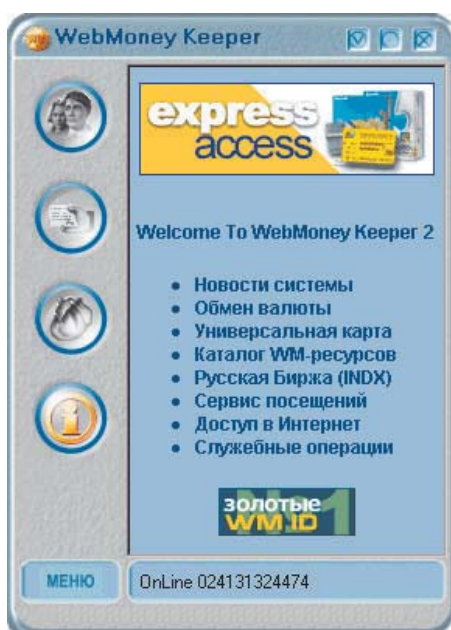 WebMoney Keeper
express
access
Welcome To WebMoney Keeper 2
Новости системы
Обмен валюты
Универсальная карта
Каталог WM-ресурсов
Русская Биржа (INDX)
Сервис посещений
Доступ в Интернет
Служебные операции
№1
золотые
WM ID
МЕНЮ
OnLine 024131324474